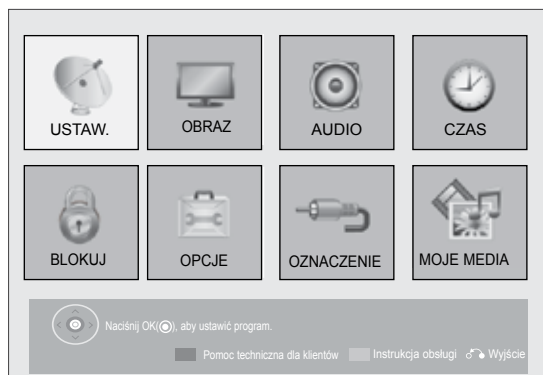 USTAW.
OBRAZ
AUDIO
CZAS
BLOKUJ
OPCJE
OZNACZENIE
MOJE MEDIA
Naciśnij OK(), aby ustawić program.
Pomoc techniczna dla klientów
Instrukcja obsługi
Wyjście